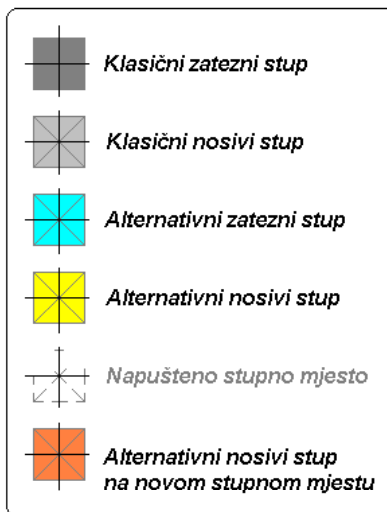 Klasični zatezni stup
Klasični nosivi stup
Alternativni zatezni stup
Alternativni nosivi stup
Napušteno stupno mjesto
Alternativni nosivi stup
na novom stupnom mjestu